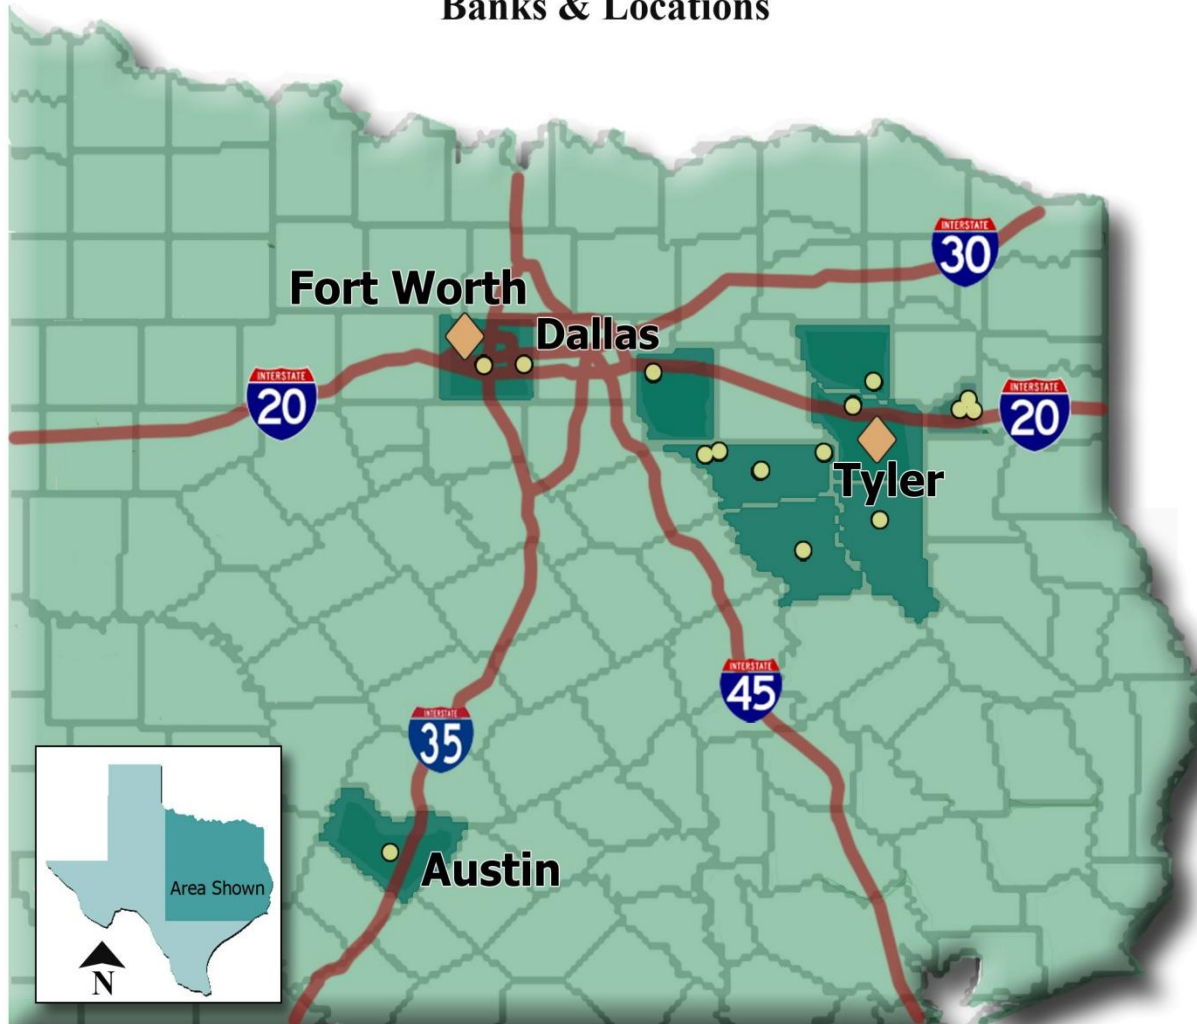 Banks & Locations
INTERSTATE
30
Fort Worth
Dallas
INTERSTATE
20
INTERSTATE
20
Tyler
INTERSTATE
45
INTERSTATE
35
Austin
Area Shown
N